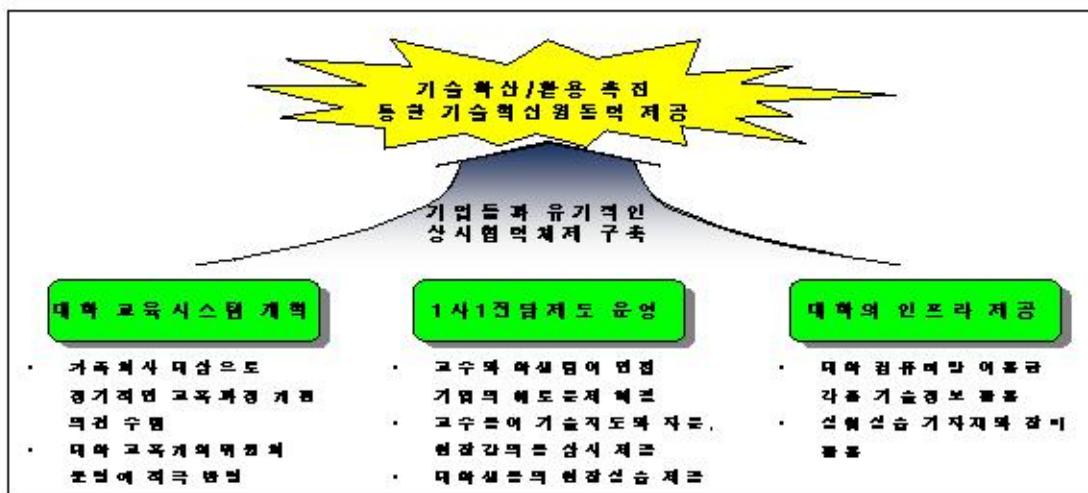 기술확산/활용 촉진
통한 기술혁신원동력 제공
기업들과 유기적인
상시협력체제 구축
대학 교육시스템 개혁
· 가족회사 대상으로
정기적인 교육과정 개편
의견 수렴
· 대학 교육개혁위원회
운영에 적극 반영
1사1전담제도 운영
· 교수와 학생팀이 인접
기업의 애로문제 해결
· 교수들이 기술지도와 자문,
현장강의를 상시 제공
· 대학생들의 현장실습 제공
대학의 인프라 제공
· 대학 컴퓨터망 이용
각종 기술정보 활용
· 실험실습 기자재와 장비
활용